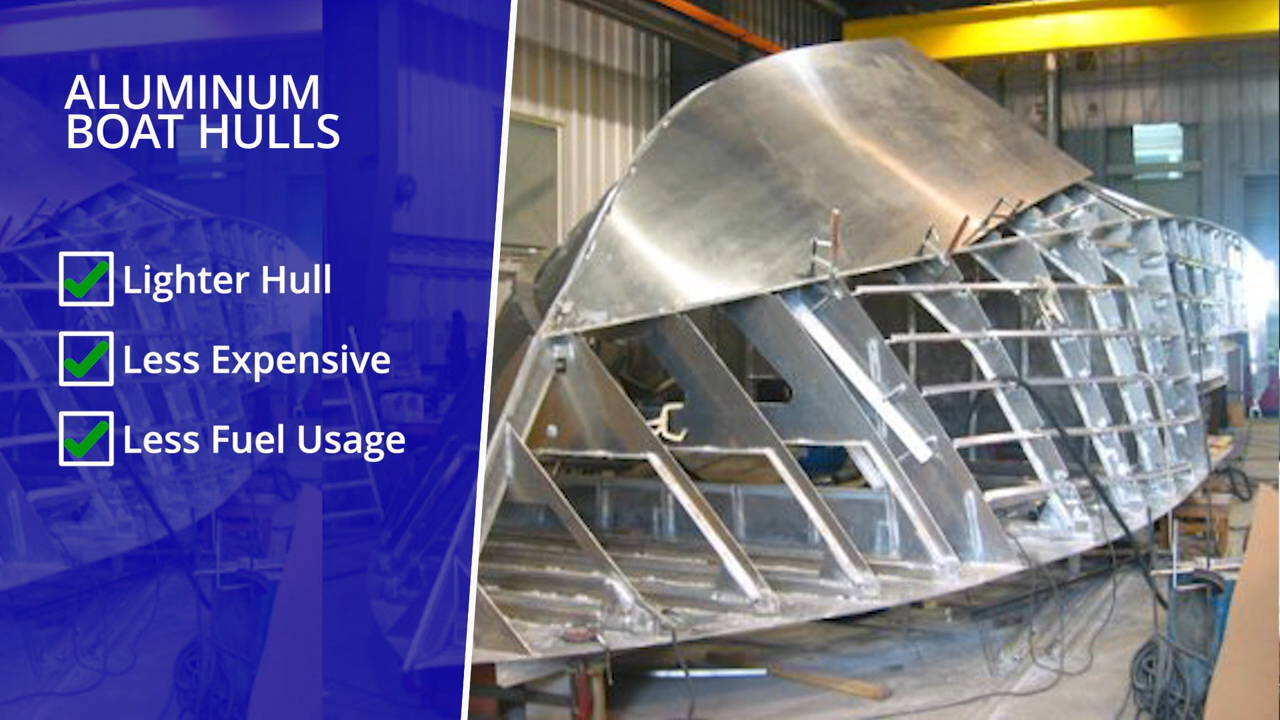 ALUMINUM
BOAT HULLS
Lighter Hull
Less Expensive
Less Fuel Usage